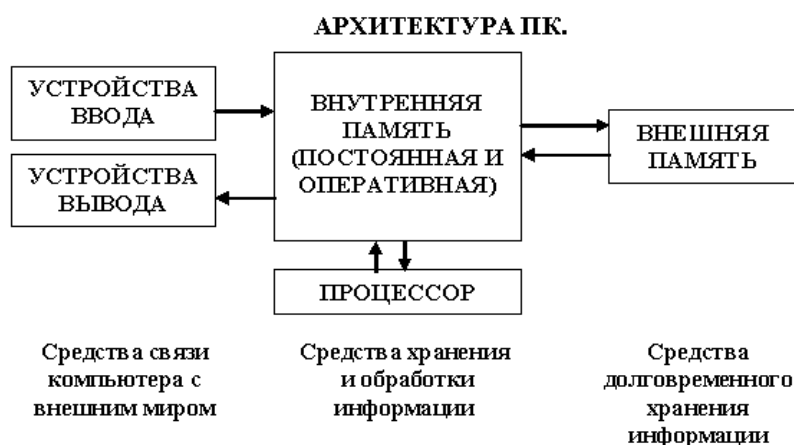 АРХИТЕКТУРА ПК.
УСТРОЙСТВА
ВВОДА
УСТРОЙСТВА
ВЫВОДА
ВНУТРЕННЯЯ
ПАМЯТЬ
(ПОСТОЯННАЯ И
ОПЕРАТИВНАЯ)
ВНЕШНЯЯ
ПАМЯТЬ
ПРОЦЕССОР
Средства связи
компьютера с
внешним миром
Средства хранения
и обработки
информации
Средства
долговременного
хранения
информации